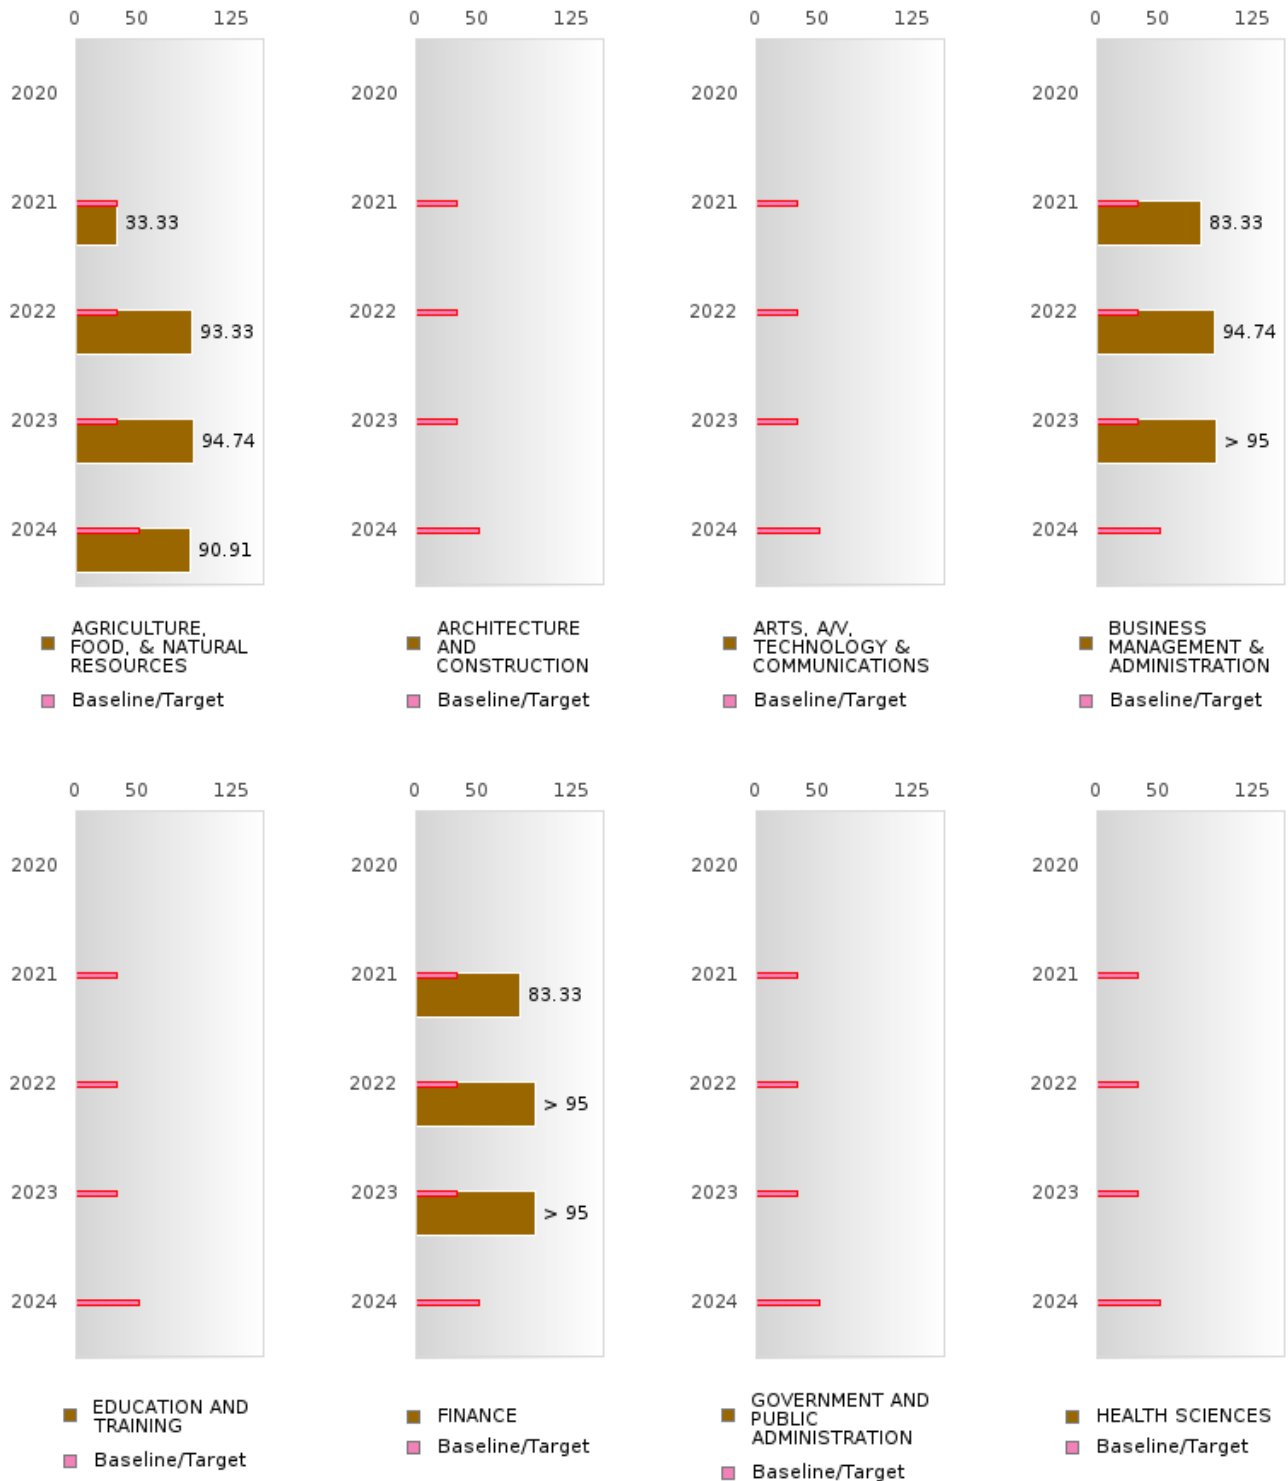 0 50 125
0 50 125
0 50 125
0 50 125
2020
2021
33.33
2022
93.33
2023
94.74
2024
90.91
2020
2021
2022
2023
2024
2020
2021
2022
2023
2024
2020
2021
83.33
2022
94.74
2023
> 95
2024
AGRICULTURE,
FOOD, & NATURAL
RESOURCES
Baseline/Target
ARCHITECTURE
AND
CONSTRUCTION
Baseline/Target
ARTS, A/V,
TECHNOLOGY &
COMMUNICATIONS
Baseline/Target
BUSINESS
MANAGEMENT &
ADMINISTRATION
Baseline/Target
0 50 125
0 50 125
0 50 125
0 50 125
2020
2021
2022
2023
2024
2020
2021
83.33
2022
> 95
2023
> 95
2024
2020
2021
2022
2023
2024
2020
2021
2022
2023
2024
EDUCATION AND
TRAINING
Baseline/Target
FINANCE
Baseline/Target
GOVERNMENT AND
PUBLIC
ADMINISTRATION
Baseline/Target
HEALTH SCIENCES
Baseline/Target